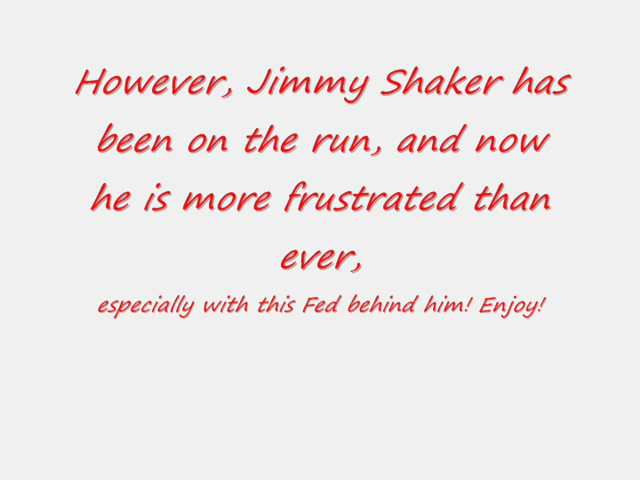 However, Jimmy Shaker has
been on the run, and now
he is more frustrated than
ever,
especially with this Fed behind him! Enjoy!